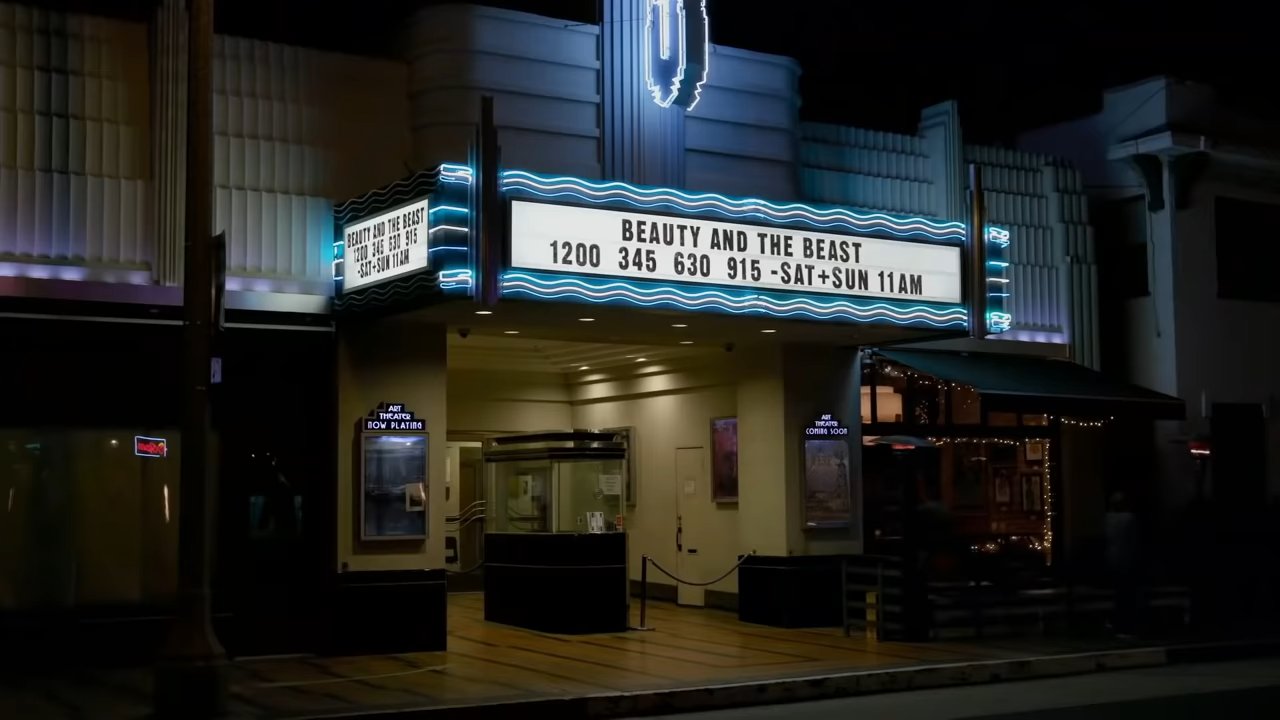 BEAUTY AND THE BEAST
1200 345 630 915
-SAT+SUN 11AM
BEAUTY AND THE BEAST
1200 345 630 915 -SAT+SUN 11AM
ART
THEATER
NOW PLAYING
ART
THEATER
COMING SOON